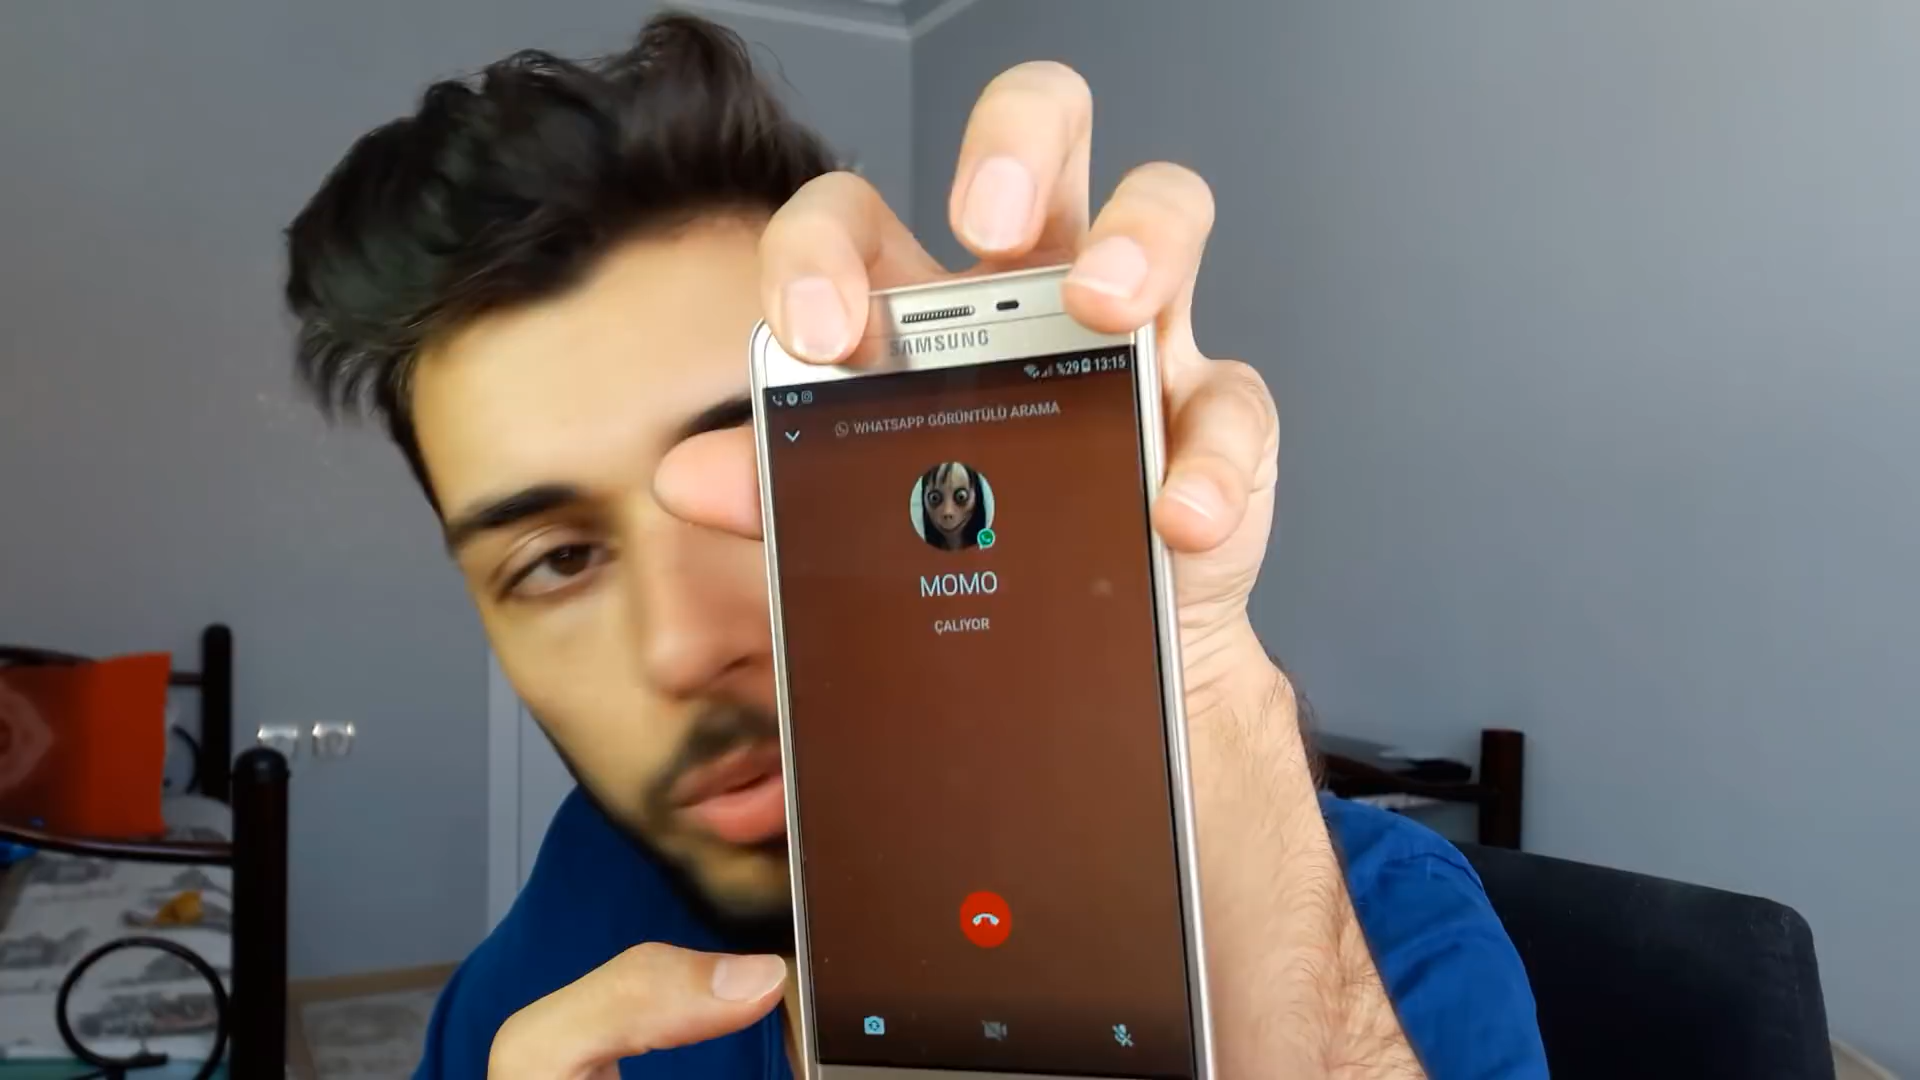 SAMSUNG
%29 13:15
WHATSAPP GÖRÜNTÜLÜ ARAMA
MOMO
ÇALIYOR